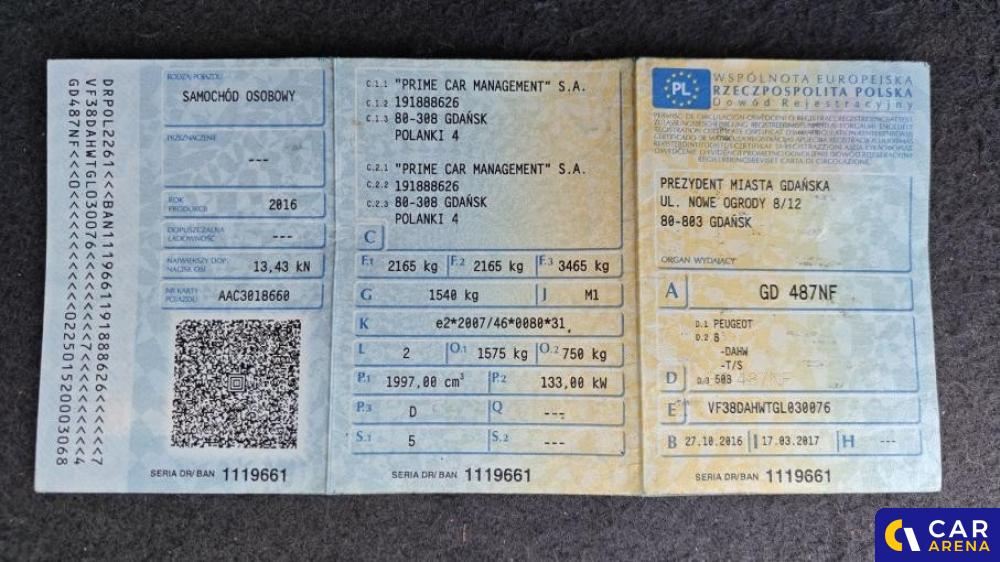 DRPOL2261<<<BAN1119661191888626<<<<<<<7
VF38DAHWTGL030076<<<<<<<<<<<7<<<<<<<<<4
GD487NF<<0<<<<<<<<<<<<<<<022501525000003068
RODZAJ POJAZDU
SAMOCHÓD OSOBOWY
PRZEZNACZENIE
---
ROK
PRODUKCJI
2016
DOPUSZCZALNA
ŁADOWNOŚĆ
---
NAJWIĘKSZY DOP.
NACISK OSI
13,43 kN
NR KARTY
POJAZDU
AAC3018660
SERIA DR/BAN 1119661
C.1.1 "PRIME CAR MANAGEMENT" S.A.
C.1.2 191888626
C.1.3 80-308 GDAŃSK
POLANKI 4
C.2.1 "PRIME CAR MANAGEMENT" S.A.
C.2.2 191888626
C.2.3 80-308 GDAŃSK
POLANKI 4
C
F.1 2165 kg F.2 2165 kg F.3 3465 kg
G 1540 kg J M1
K e2*2007/46*0080*31
L 2 O.1 1575 kg O.2 750 kg
P.1 1997,00 cm³ P.2 133,00 kW
P.3 D Q ---
S.1 5 S.2 ---
SERIA DR/BAN 1119661
PL
WSPÓLNOTA EUROPEJSKA
RZECZPOSPOLITA POLSKA
Dowód Rejestracyjny
PREZYDENT MIASTA GDAŃSKA
UL. NOWE OGRODY 8/12
80-803 GDAŃSK
ORGAN WYDAJĄCY
A GD 487NF
D.1 PEUGEOT
D.2 8
-DAHW
-T/S
D D.3 508
E VF38DAHWTGL030076
B 27.10.2016 I 17.03.2017 H ---
SERIA DR/BAN 1119661
CAR
ARENA